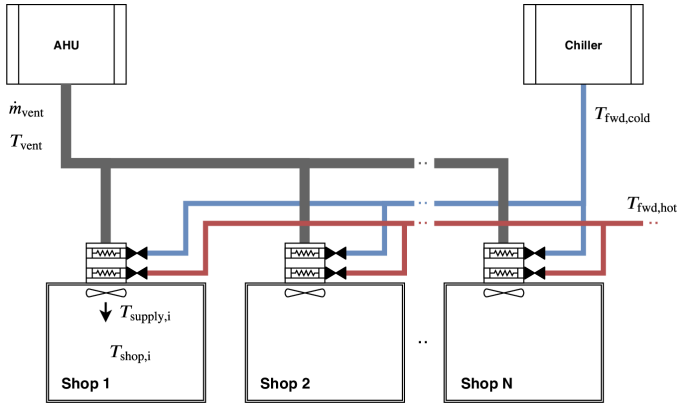 AHU
Chiller
ṁvent
Tvent
Tfwd,cold
Tfwd,hot
Tsupply,i
Tshop,i
Shop 1
Shop 2
Shop N